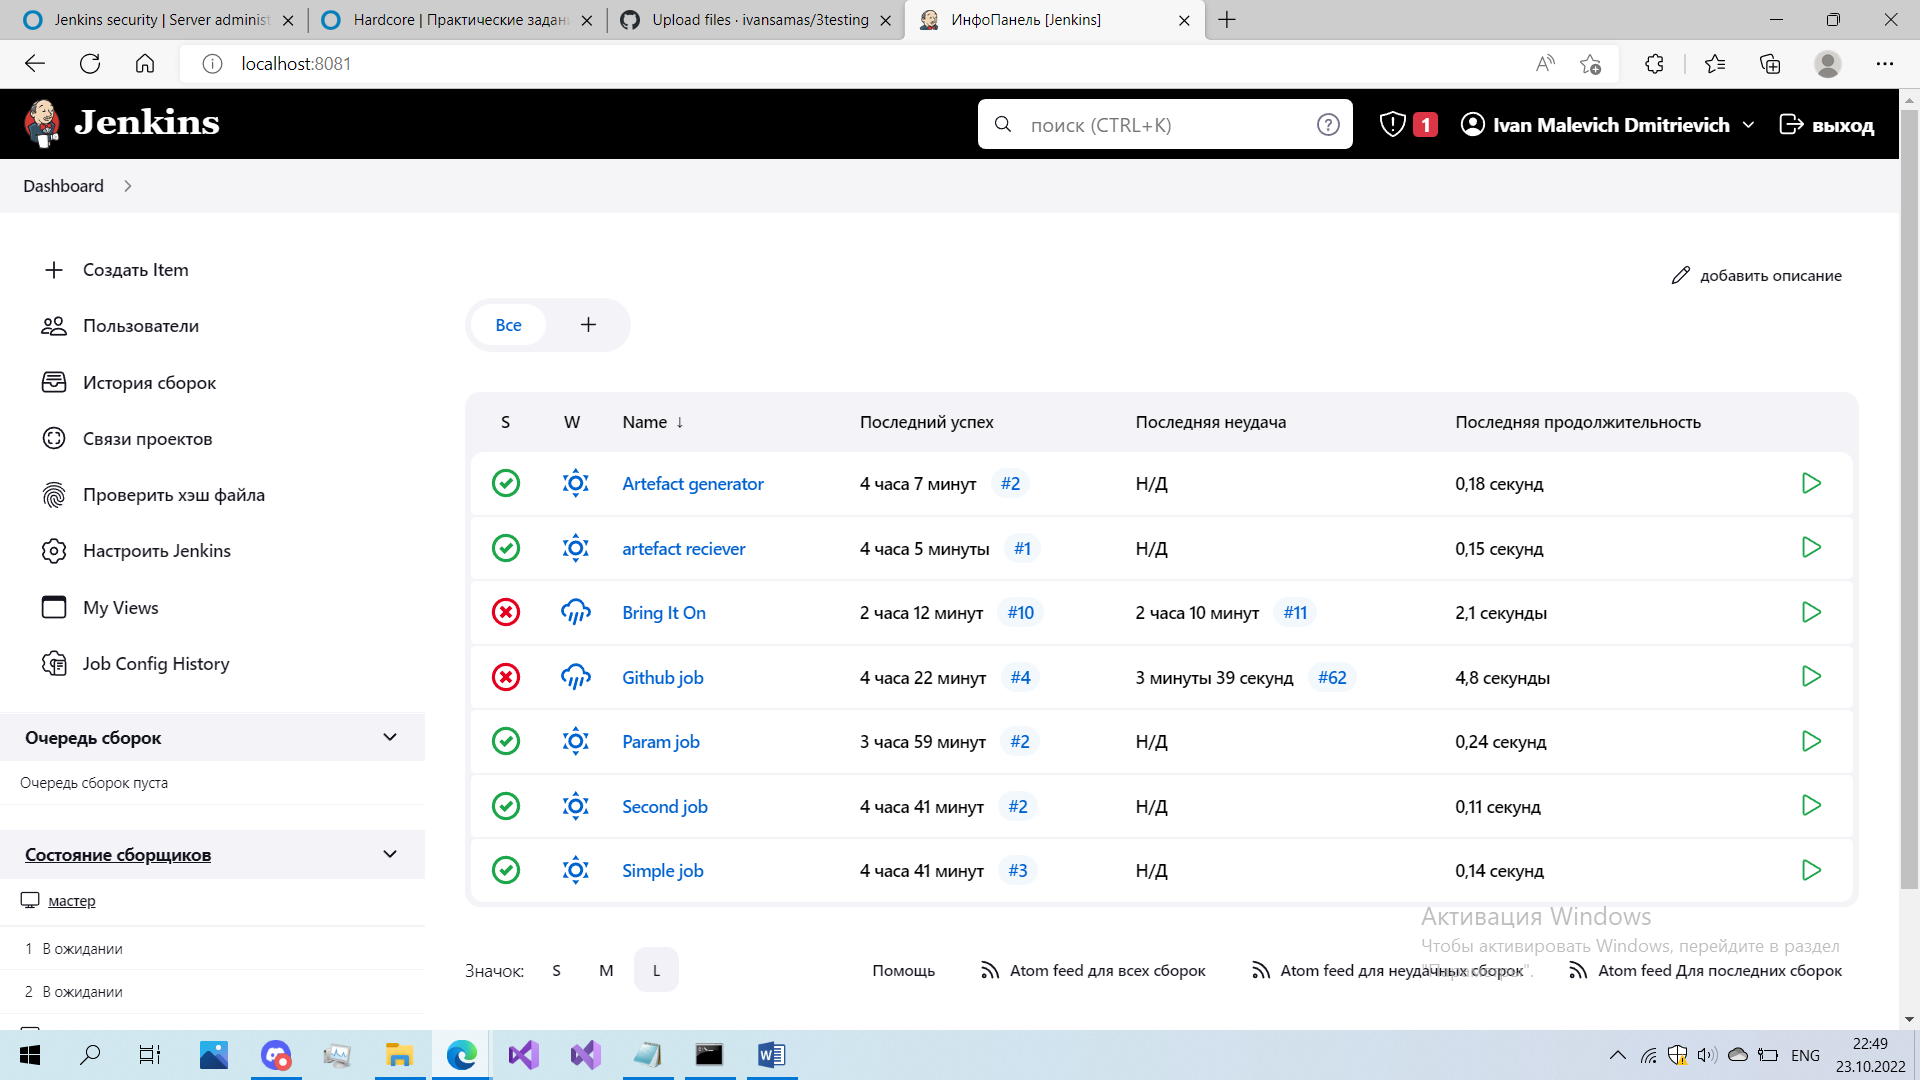 Jenkins security | Server administ
Hardcore | Практические задан
Upload files · ivansamas/3testing
ИнфоПанель [Jenkins]
localhost:8081
Jenkins
поиск (CTRL+K)
1
Ivan Malevich Dmitrievich
выход
Dashboard
Создать Item
Пользователи
История сборок
Связи проектов
Проверить хэш файла
Настроить Jenkins
My Views
Job Config History
Очередь сборок
Очередь сборок пуста
Состояние сборщиков
мастер
1 В ожидании
2 В ожидании
добавить описание
Все
S W Name ↓ Последний успех Последняя неудача Последняя продолжительность
Artefact generator 4 часа 7 минут #2 Н/Д 0,18 секунд
artefact reciever 4 часа 5 минуты #1 Н/Д 0,15 секунд
Bring It On 2 часа 12 минут #10 2 часа 10 минут #11 2,1 секунды
Github job 4 часа 22 минут #4 3 минуты 39 секунд #62 4,8 секунды
Param job 3 часа 59 минут #2 Н/Д 0,24 секунд
Second job 4 часа 41 минут #2 Н/Д 0,11 секунд
Simple job 4 часа 41 минут #3 Н/Д 0,14 секунд
Активация Windows
Чтобы активировать Windows, перейдите в раздел
"Параметры".
Значок: S M L
Помощь
Atom feed для всех сборок
Atom feed для неудачных сборок
Atom feed Для последних сборок
ENG
22:49
23.10.2022